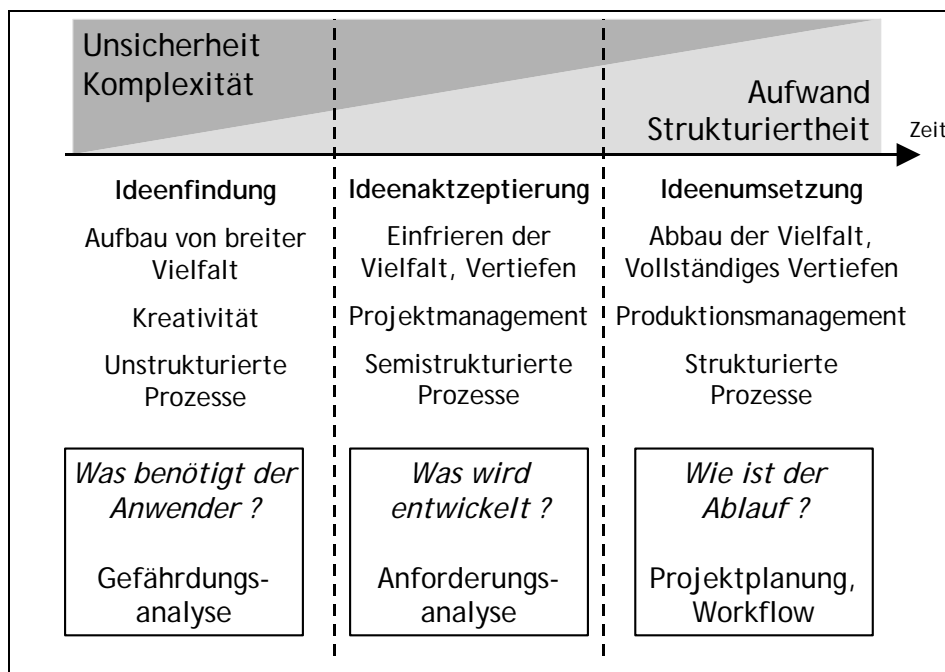 Unsicherheit
Komplexität
Aufwand
Strukturiertheit
Zeit
Ideenfindung
Aufbau von breiter
Vielfalt
Kreativität
Unstrukturierte
Prozesse
Was benötigt der
Anwender ?
Gefährdungs-
analyse
Ideenaktzeptierung
Einfrieren der
Vielfalt, Vertiefen
Projektmanagement
Semistrukturierte
Prozesse
Was wird
entwickelt ?
Anforderungs-
analyse
Ideenumsetzung
Abbau der Vielfalt,
Vollständiges Vertiefen
Produktionsmanagement
Strukturierte
Prozesse
Wie ist der
Ablauf ?
Projektplanung,
Workflow